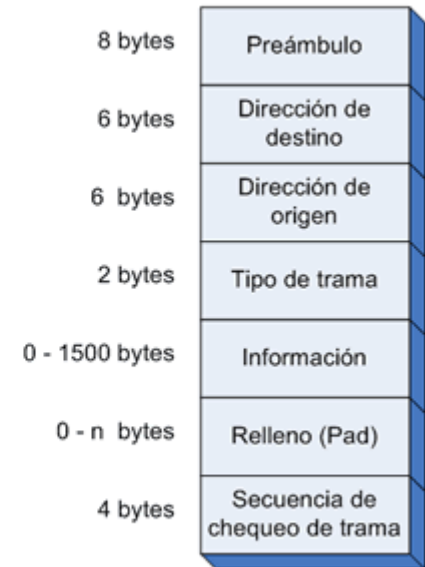 8 bytes
Preámbulo
6 bytes
Dirección de
destino
6 bytes
Dirección de
origen
2 bytes
Tipo de trama
0 - 1500 bytes
Información
0 - n bytes
Relleno (Pad)
4 bytes
Secuencia de
chequeo de trama